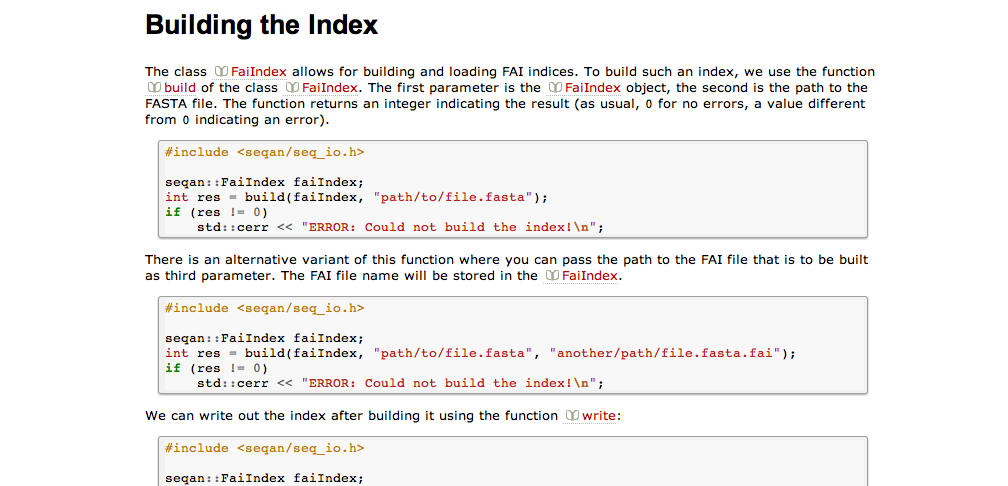 Building the Index
The class FaiIndex allows for building and loading FAI indices. To build such an index, we use the function
build of the class FaiIndex. The first parameter is the FaiIndex object, the second is the path to the
FASTA file. The function returns an integer indicating the result (as usual, 0 for no errors, a value different
from 0 indicating an error).
#include <seqan/seq_io.h>
seqan::FaiIndex faiIndex;
int res = build(faiIndex, "path/to/file.fasta");
if (res != 0)
    std::cerr << "ERROR: Could not build the index!\n";
There is an alternative variant of this function where you can pass the path to the FAI file that is to be built
as third parameter. The FAI file name will be stored in the FaiIndex.
#include <seqan/seq_io.h>
seqan::FaiIndex faiIndex;
int res = build(faiIndex, "path/to/file.fasta", "another/path/file.fasta.fai");
if (res != 0)
    std::cerr << "ERROR: Could not build the index!\n";
We can write out the index after building it using the function write:
#include <seqan/seq_io.h>
seqan::FaiIndex faiIndex;